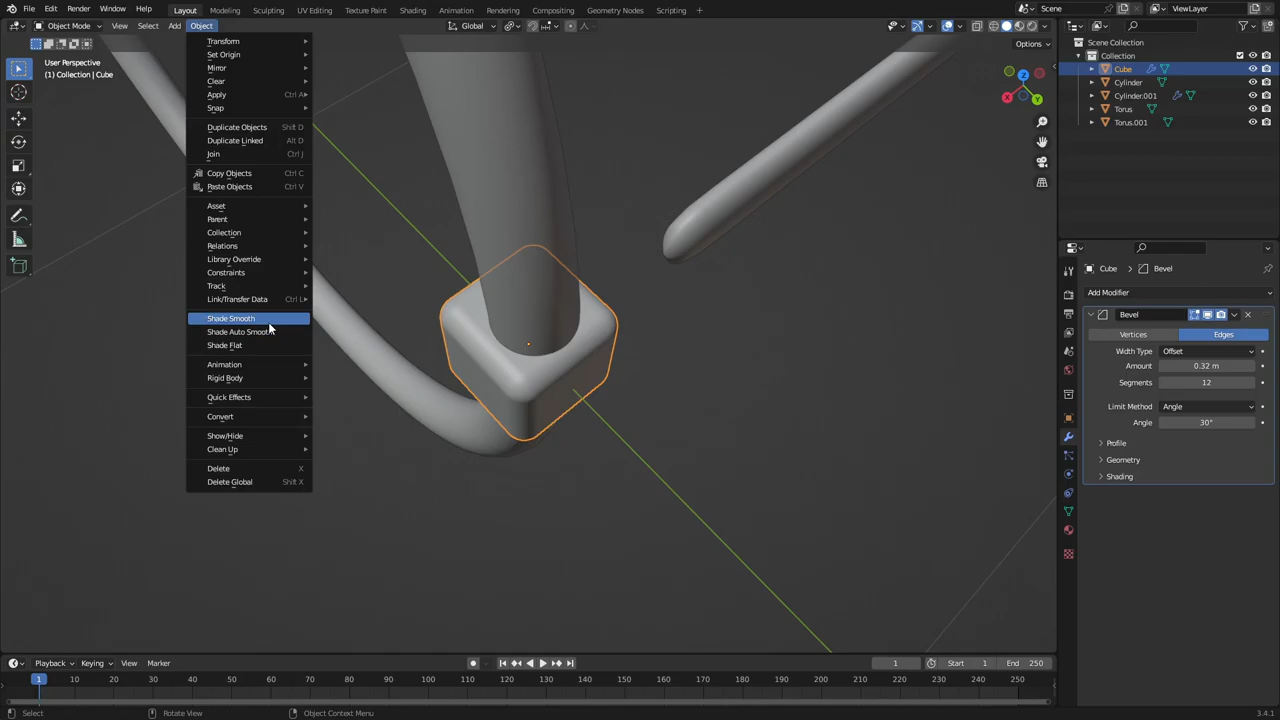 File Edit Render Window Help Layout Modeling Sculpting UV Editing Texture Paint Shading Animation Rendering Compositing Geometry Nodes Scripting Scene ViewLayer
Object Mode View Select Add Object Global
Options
User Perspective
(1) Collection | Cube
Transform
Set Origin
Mirror
Clear
Apply Ctrl A
Snap
Duplicate Objects Shift D
Duplicate Linked Alt D
Join Ctrl J
Copy Objects Ctrl C
Paste Objects Ctrl V
Asset
Parent
Collection
Relations
Library Override
Constraints
Track
Link/Transfer Data Ctrl L
Shade Smooth
Shade Auto Smooth
Shade Flat
Animation
Rigid Body
Quick Effects
Convert
Show/Hide
Clean Up
Delete X
Delete Global Shift X
Z
X
Y
Scene Collection
Collection
Cube
Cylinder
Cylinder.001
Torus
Torus.001
Cube Bevel
Add Modifier
Bevel
Vertices Edges
Width Type Offset
Amount 0.32 m
Segments 12
Limit Method Angle
Angle 30°
Profile
Geometry
Shading
Playback Keying View Marker 1 Start 1 End 250
1 10 20 30 40 50 60 70 80 90 100 110 120 130 140 150 160 170 180 190 200 210 220 230 240 250
Select Rotate View Object Context Menu 3.4.1